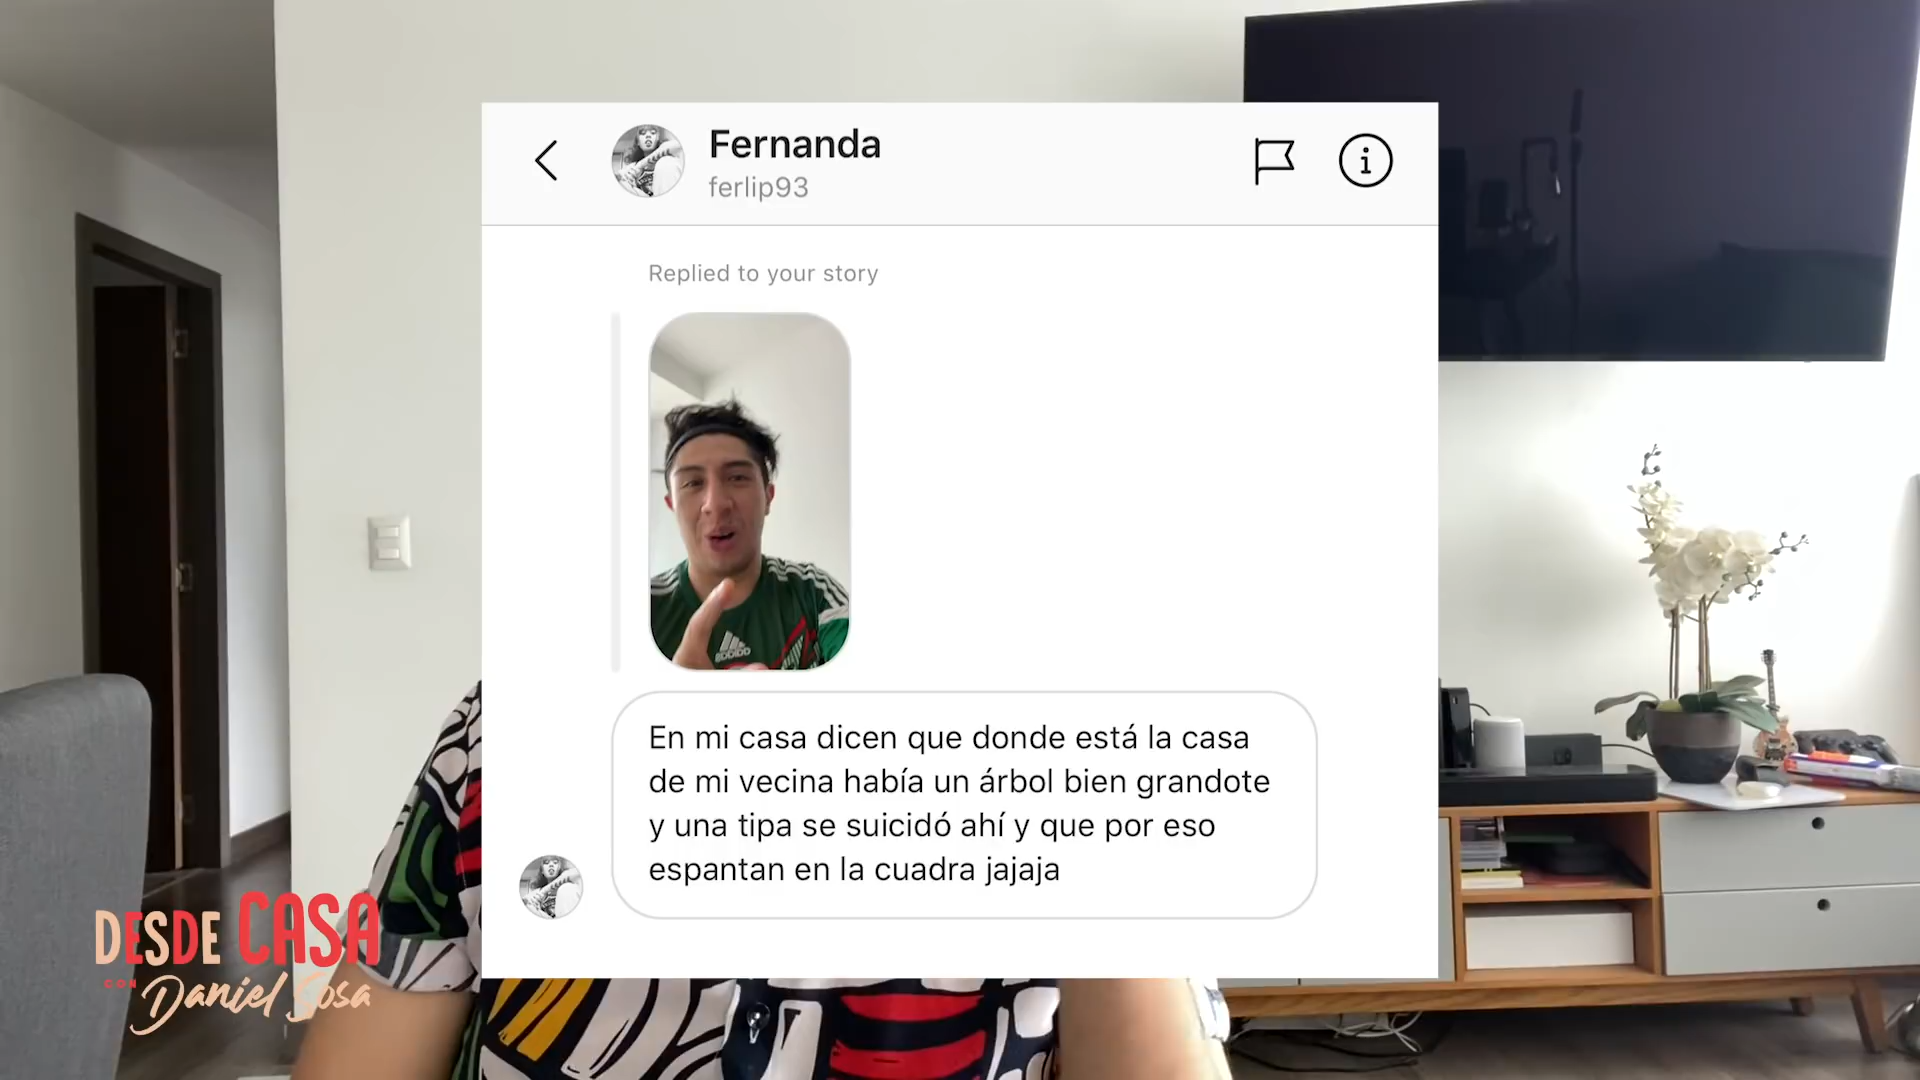 Fernanda
ferlip93
Replied to your story
adidas
En mi casa dicen que donde está la casa
de mi vecina había un árbol bien grandote
y una tipa se suicidó ahí y que por eso
espantan en la cuadra jajaja
DESDE CASA
CON Daniel Sosa